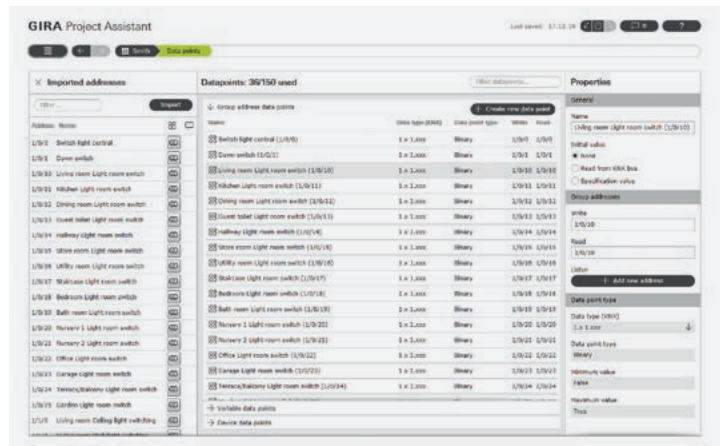 GIRA Project Assistant
Last saved: 17:13:16
0
?
Smith
Data points
× Imported addresses
Filter ...
Import
Address Name
1/0/0 Switch light central
1/0/1 Dawn switch
1/0/10 Living room Light room switch
1/0/11 Kitchen Light room switch
1/0/12 Dining room Light room switch
1/0/13 Guest toilet Light room switch
1/0/14 Hallway Light room switch
1/0/15 Store room Light room switch
1/0/16 Utility room Light room switch
1/0/17 Staircase Light room switch
1/0/18 Bedroom Light room switch
1/0/19 Bath room Light room switch
1/0/20 Nursery 1 Light room switch
1/0/21 Nursery 2 Light room switch
1/0/22 Office Light room switch
1/0/23 Garage Light room switch
1/0/24 Terrace/Balcony Light room switch
1/0/25 Garden Light room switch
1/1/5 Living room Ceiling light switching
Datapoints: 36/150 used
Filter datapoints...
Group address data points
+ Create new data point
Name Data type (KNX) Data point type Write Read
Switch light central (1/0/0) 1 x 1.xxx Binary 1/0/0 1/0/0
Dawn switch (1/0/1) 1 x 1.xxx Binary 1/0/1 1/0/1
Living room Light room switch (1/0/10) 1 x 1.xxx Binary 1/0/10 1/0/10
Kitchen Light room switch (1/0/11) 1 x 1.xxx Binary 1/0/11 1/0/11
Dining room Light room switch (1/0/12) 1 x 1.xxx Binary 1/0/12 1/0/12
Guest toilet Light room switch (1/0/13) 1 x 1.xxx Binary 1/0/13 1/0/13
Hallway Light room switch (1/0/14) 1 x 1.xxx Binary 1/0/14 1/0/14
Store room Light room switch (1/0/15) 1 x 1.xxx Binary 1/0/15 1/0/15
Utility room Light room switch (1/0/16) 1 x 1.xxx Binary 1/0/16 1/0/16
Staircase Light room switch (1/0/17) 1 x 1.xxx Binary 1/0/17 1/0/17
Bedroom Light room switch (1/0/18) 1 x 1.xxx Binary 1/0/18 1/0/18
Bath room Light room switch (1/0/19) 1 x 1.xxx Binary 1/0/19 1/0/19
Nursery 1 Light room switch (1/0/20) 1 x 1.xxx Binary 1/0/20 1/0/20
Nursery 2 Light room switch (1/0/21) 1 x 1.xxx Binary 1/0/21 1/0/21
Office Light room switch (1/0/22) 1 x 1.xxx Binary 1/0/22 1/0/22
Garage Light room switch (1/0/23) 1 x 1.xxx Binary 1/0/23 1/0/23
Terrace/Balcony Light room switch (1/0/24) 1 x 1.xxx Binary 1/0/24 1/0/24
Variable data points
Device data points
Properties
General
Name
Living room Light room switch (1/0/10)
Initial value
None
Read from KNX bus
Specification value
Group addresses
Write
1/0/10
Read
1/0/10
Listen
+ Add new address
Data point type
Data type (KNX)
1 x 1.xxx
Data point type
Binary
Minimum value
False
Maximum value
True